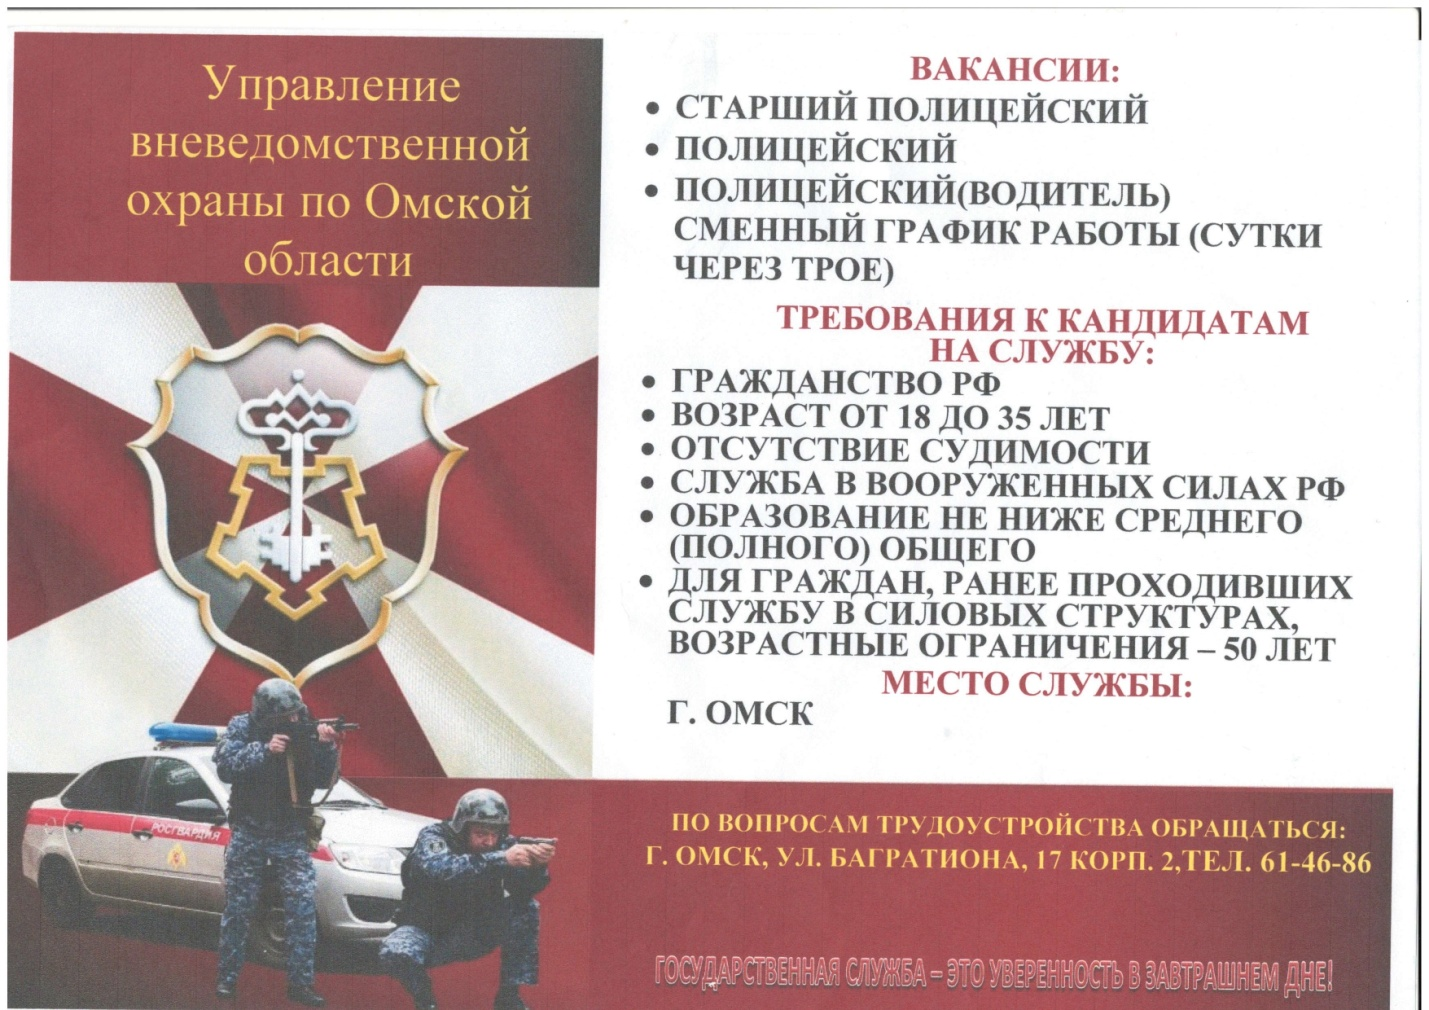 Управление
вневедомственной
охраны по Омской
области
ВАКАНСИИ:
• СТАРШИЙ ПОЛИЦЕЙСКИЙ
• ПОЛИЦЕЙСКИЙ
• ПОЛИЦЕЙСКИЙ(ВОДИТЕЛЬ)
СМЕННЫЙ ГРАФИК РАБОТЫ (СУТКИ
ЧЕРЕЗ ТРОЕ)
ТРЕБОВАНИЯ К КАНДИДАТАМ
НА СЛУЖБУ:
• ГРАЖДАНСТВО РФ
• ВОЗРАСТ ОТ 18 ДО 35 ЛЕТ
• ОТСУТСТВИЕ СУДИМОСТИ
• СЛУЖБА В ВООРУЖЕННЫХ СИЛАХ РФ
• ОБРАЗОВАНИЕ НЕ НИЖЕ СРЕДНЕГО
(ПОЛНОГО) ОБЩЕГО
• ДЛЯ ГРАЖДАН, РАНЕЕ ПРОХОДИВШИХ
СЛУЖБУ В СИЛОВЫХ СТРУКТУРАХ,
ВОЗРАСТНЫЕ ОГРАНИЧЕНИЯ – 50 ЛЕТ
МЕСТО СЛУЖБЫ:
Г. ОМСК
РОСГВАРДИЯ
ПО ВОПРОСАМ ТРУДОУСТРОЙСТВА ОБРАЩАТЬСЯ:
Г. ОМСК, УЛ. БАГРАТИОНА, 17 КОРП. 2,ТЕЛ. 61-46-86
ГОСУДАРСТВЕННАЯ СЛУЖБА – ЭТО УВЕРЕННОСТЬ В ЗАВТРАШНЕМ ДНЕ!